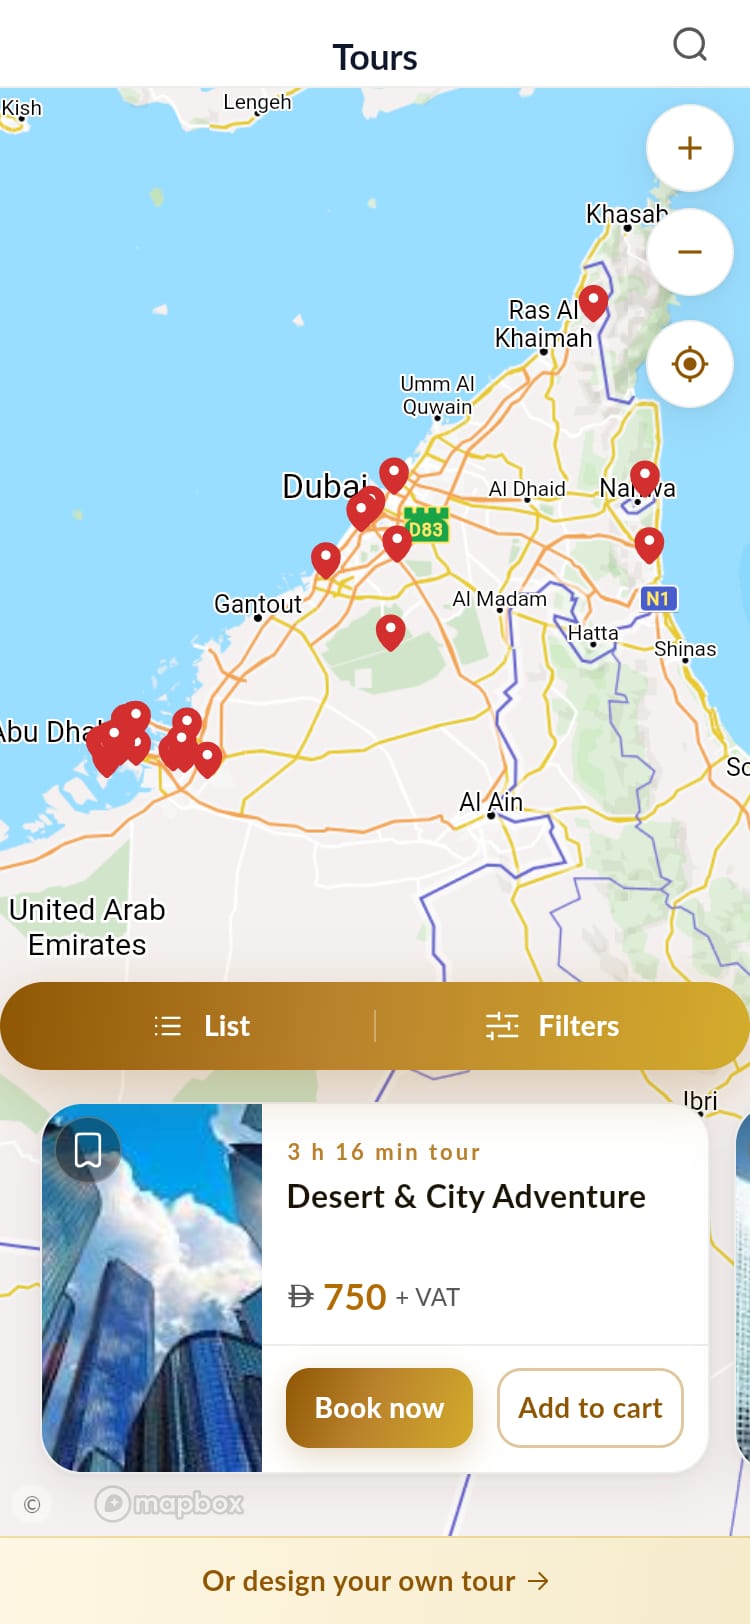 Tours
Kish
Lengeh
Khasab
Ras Al
Khaimah
Umm Al
Quwain
Dubai
Al Dhaid
Nahwa
D83
Gantout
Al Madam
N1
Hatta
Shinas
Abu Dha
So
Al Ain
United Arab
Emirates
List
Filters
Ibri
3 h 16 min tour
Desert & City Adventure
750 + VAT
Book now
Add to cart
©
mapbox
Or design your own tour →